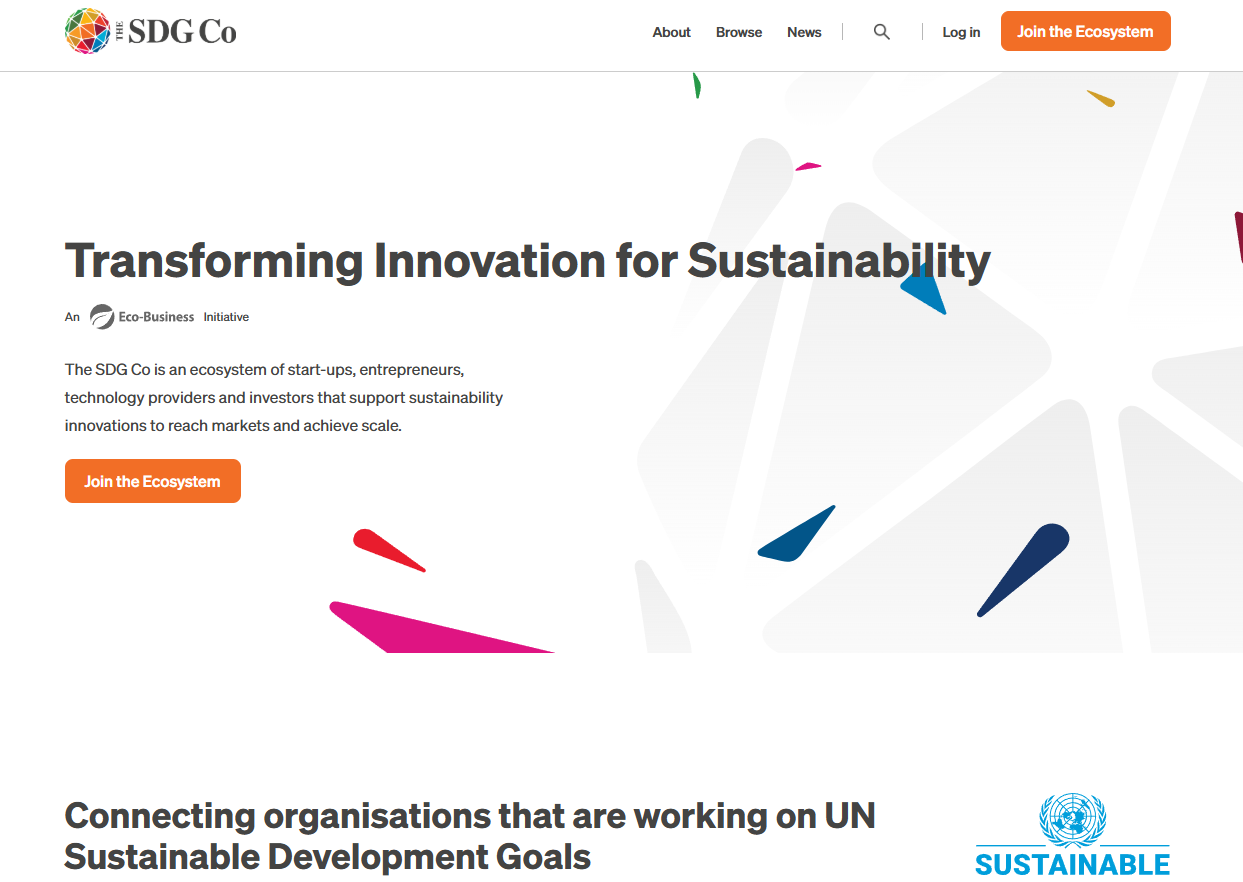 THE SDG Co
About Browse News Log in Join the Ecosystem
Transforming Innovation for Sustainability
An Eco-Business Initiative
The SDG Co is an ecosystem of start-ups, entrepreneurs,
technology providers and investors that support sustainability
innovations to reach markets and achieve scale.
Join the Ecosystem
Connecting organisations that are working on UN
Sustainable Development Goals
SUSTAINABLE